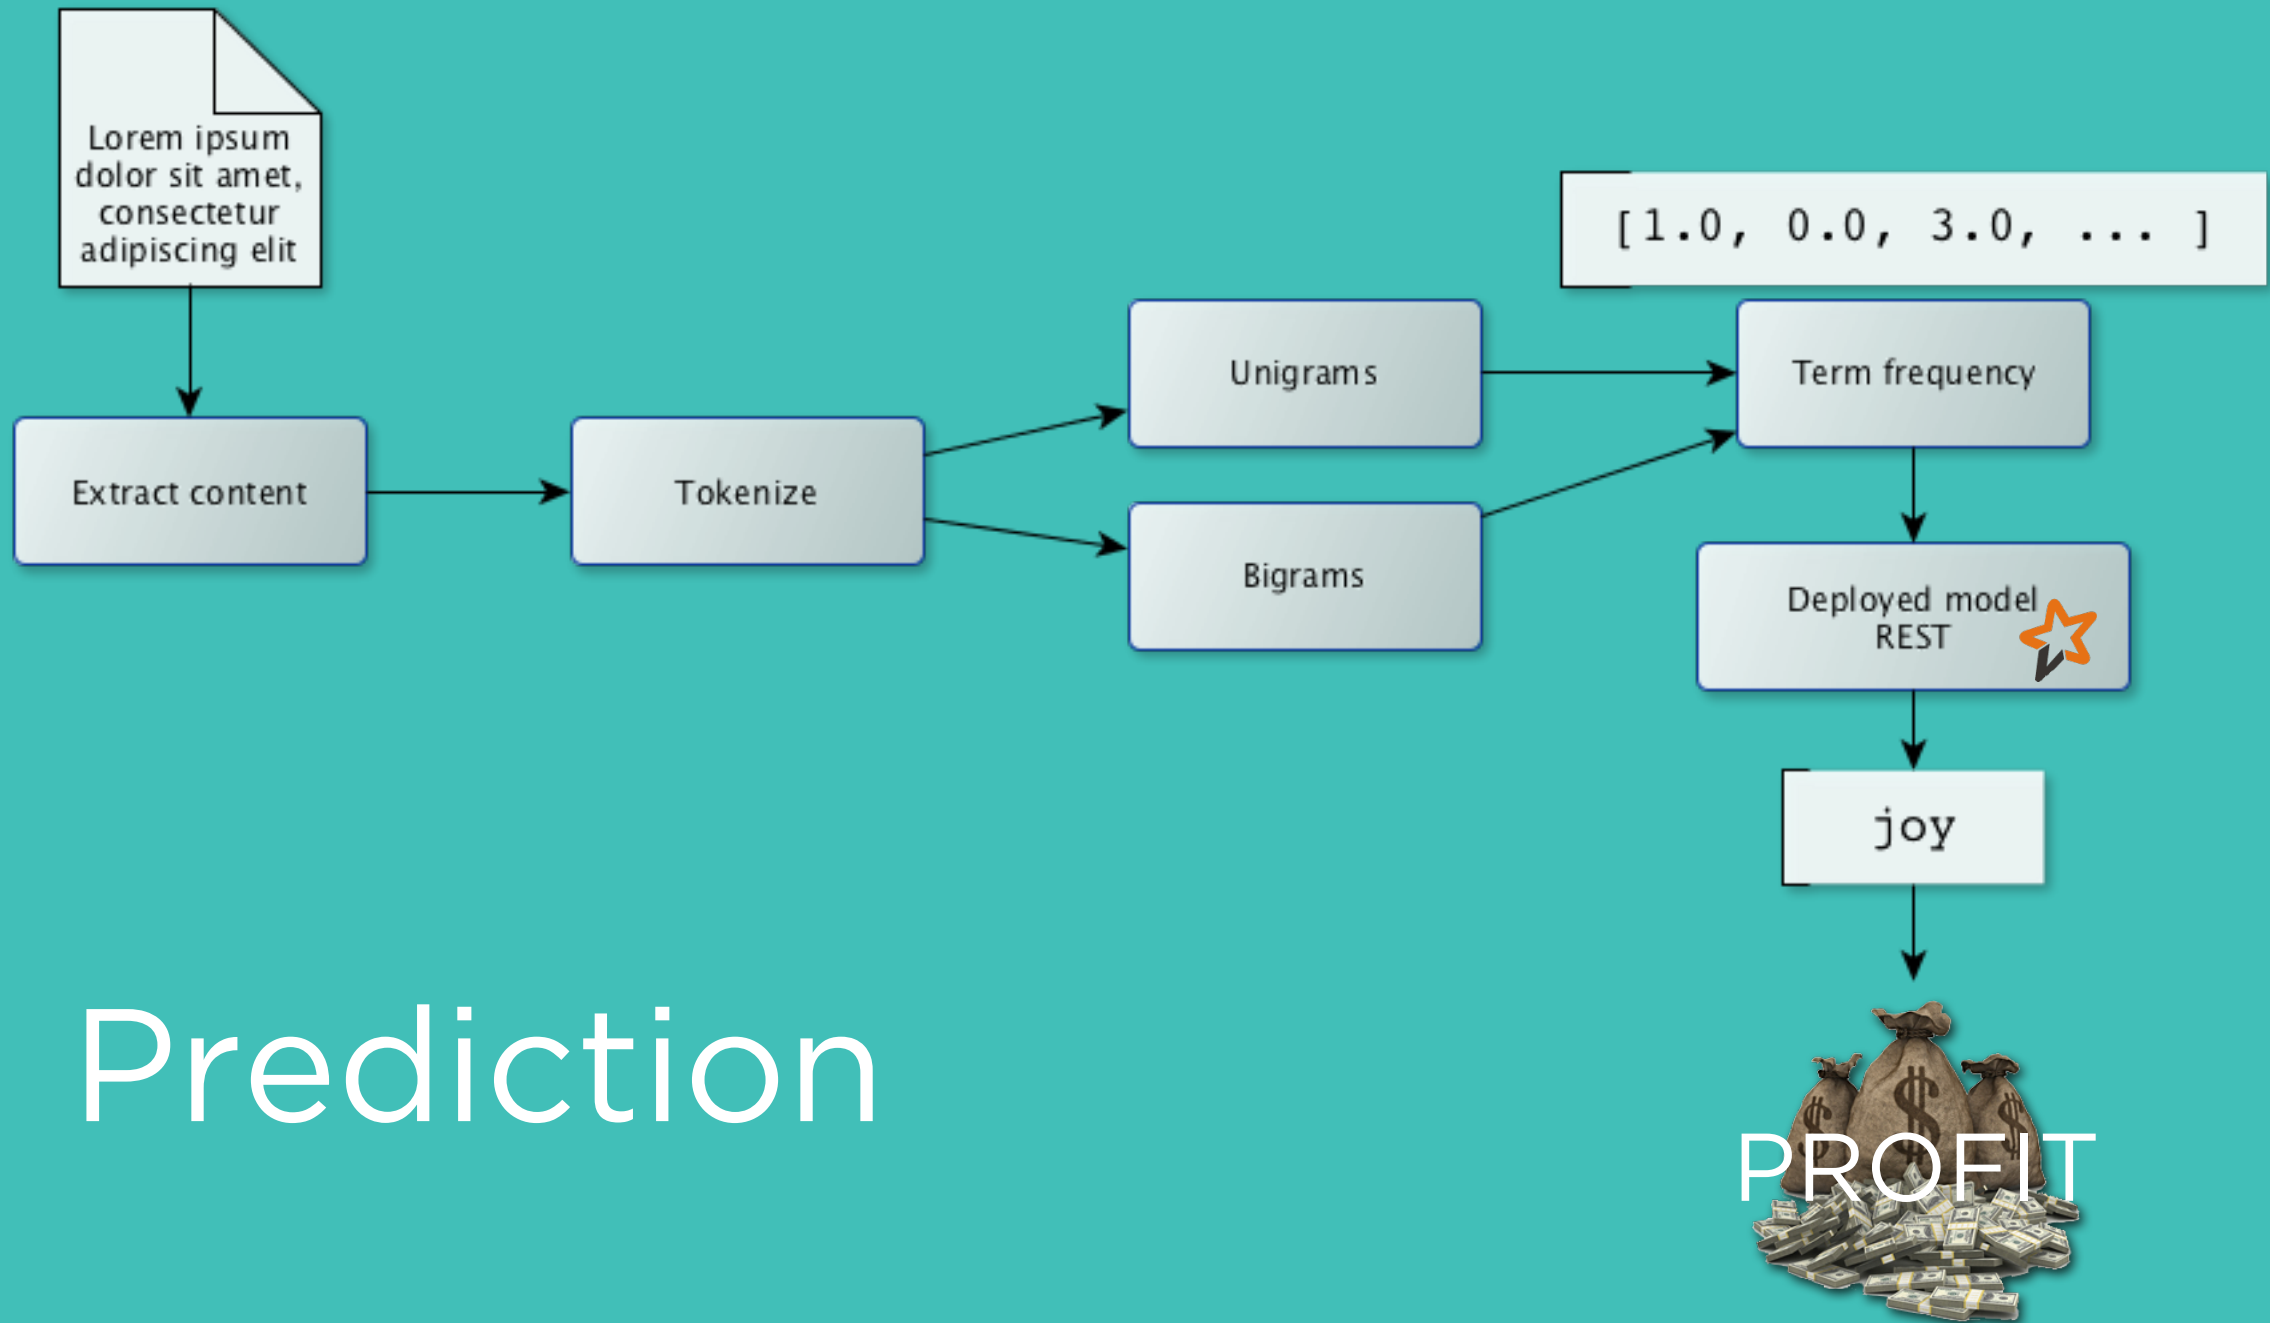 Lorem ipsum
dolor sit amet,
consectetur
adipiscing elit
[1.0, 0.0, 3.0, ... ]
Extract content
Tokenize
Unigrams
Bigrams
Term frequency
Deployed model
REST
joy
Prediction
$ $ $
PROFIT